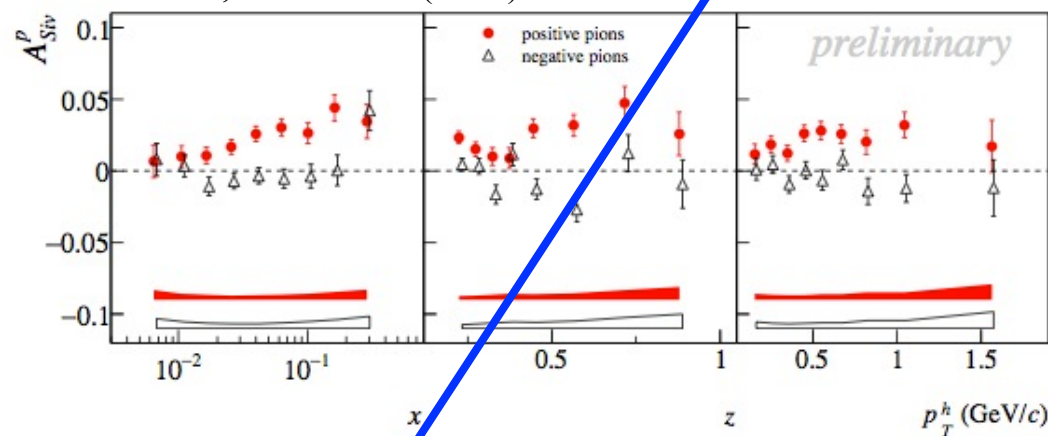 0.1
0.05
0
−0.05
−0.1
A^p_Siv
positive pions
negative pions
preliminary
10^−2 10^−1
0.5 1
0.5 1 1.5
x
z
p^h_T (GeV/c)